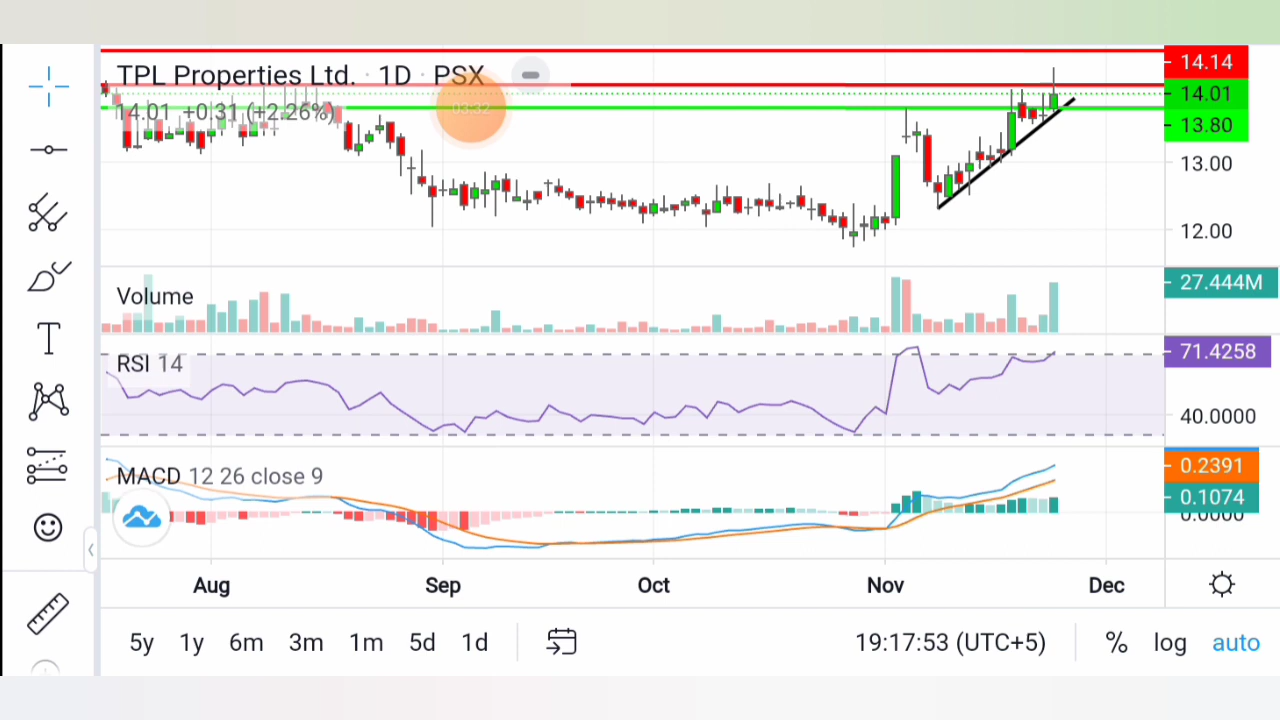 TPL Properties Ltd. · 1D · PSX
14.01 +0.31 (+2.26%)
03:32
14.14
14.01
13.80
13.00
12.00
Volume
27.444M
RSI 14
71.4258
40.0000
MACD 12 26 close 9
0.2391
0.1074
0.0000
Aug Sep Oct Nov Dec
5y 1y 6m 3m 1m 5d 1d 19:17:53 (UTC+5) % log auto